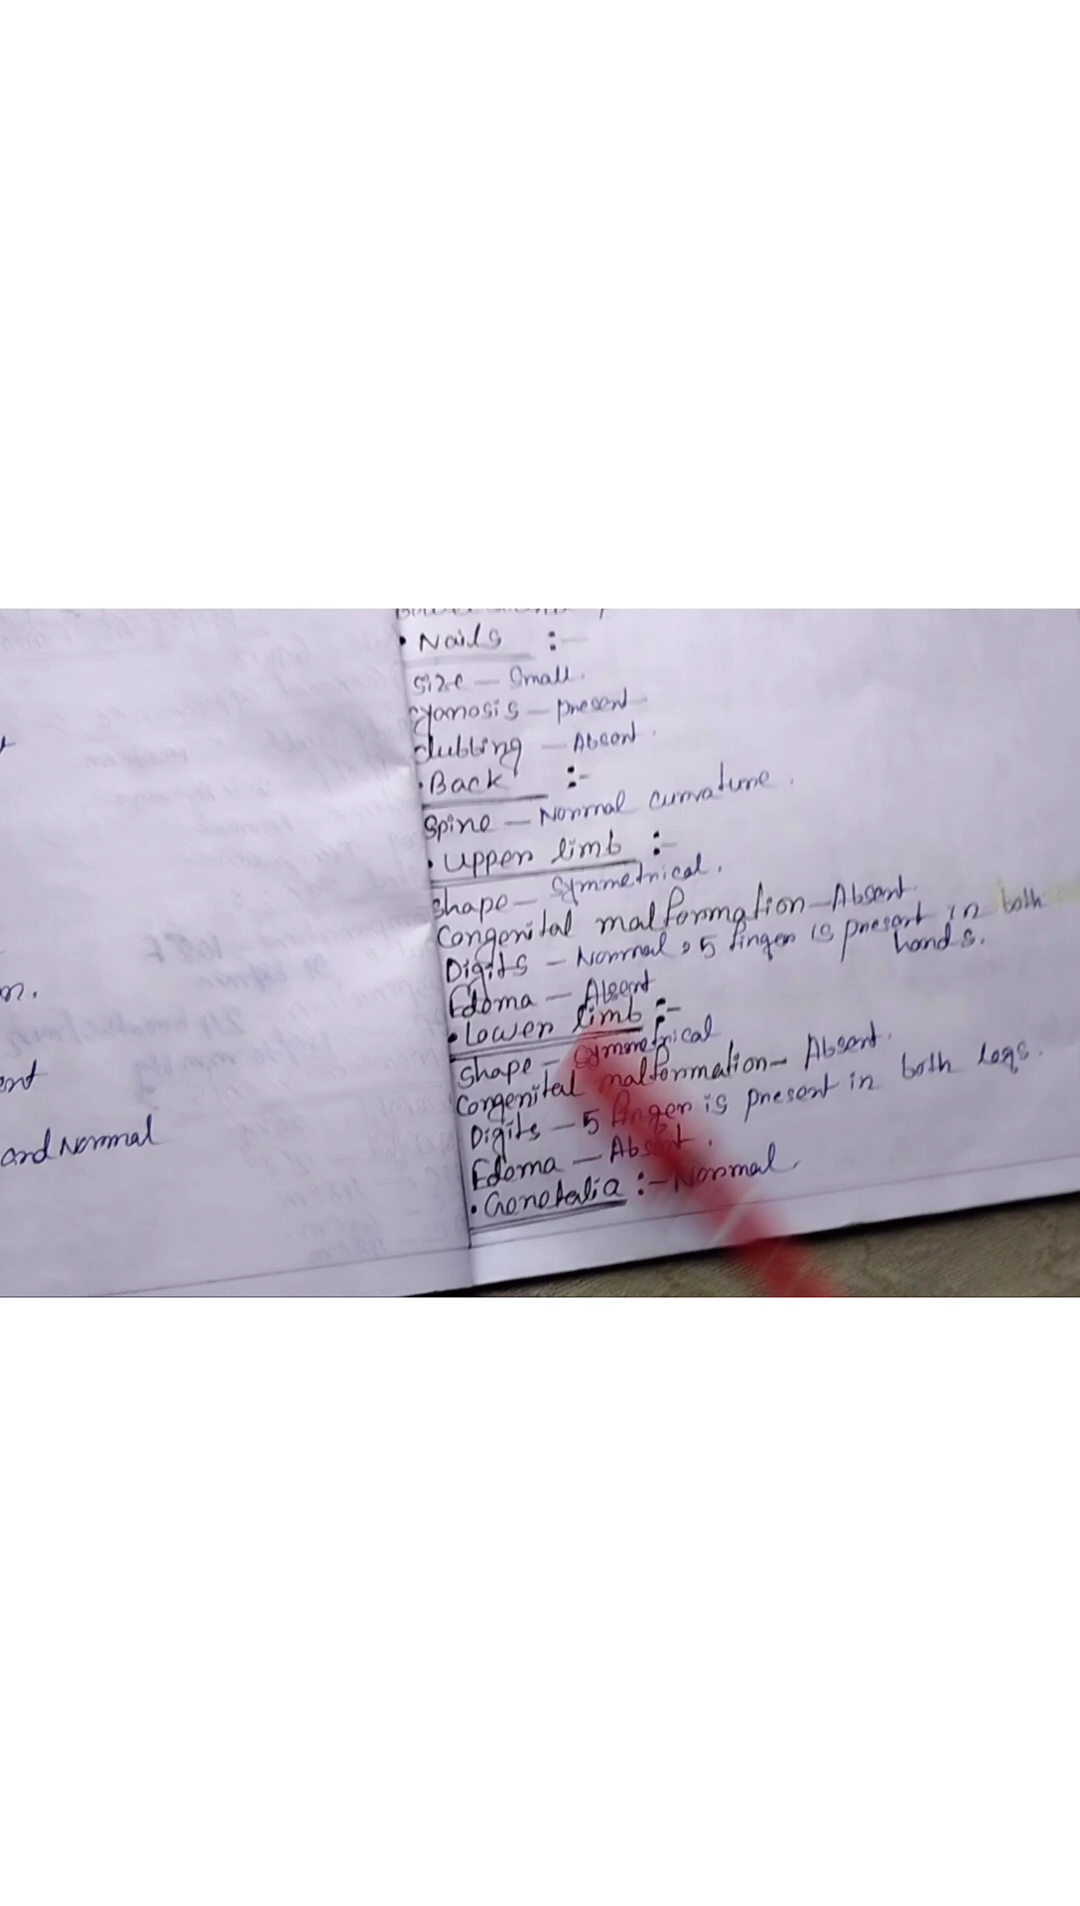 and Normal
• Nails :-
Size — Small.
Cyanosis — present
clubbing — Absent.
• Back :-
Spine — Normal curvature.
• Upper limb :-
Shape — Symmetrical.
Congenital malformation — Absent
Digits — Normal, 5 finger is present in both
hands.
Edema — Absent
• Lower limb :-
Shape — Symmetrical
Congenital malformation — Absent.
Digits — 5 finger is present in both legs.
Edema — Absent.
• Genetalia :- Normal.